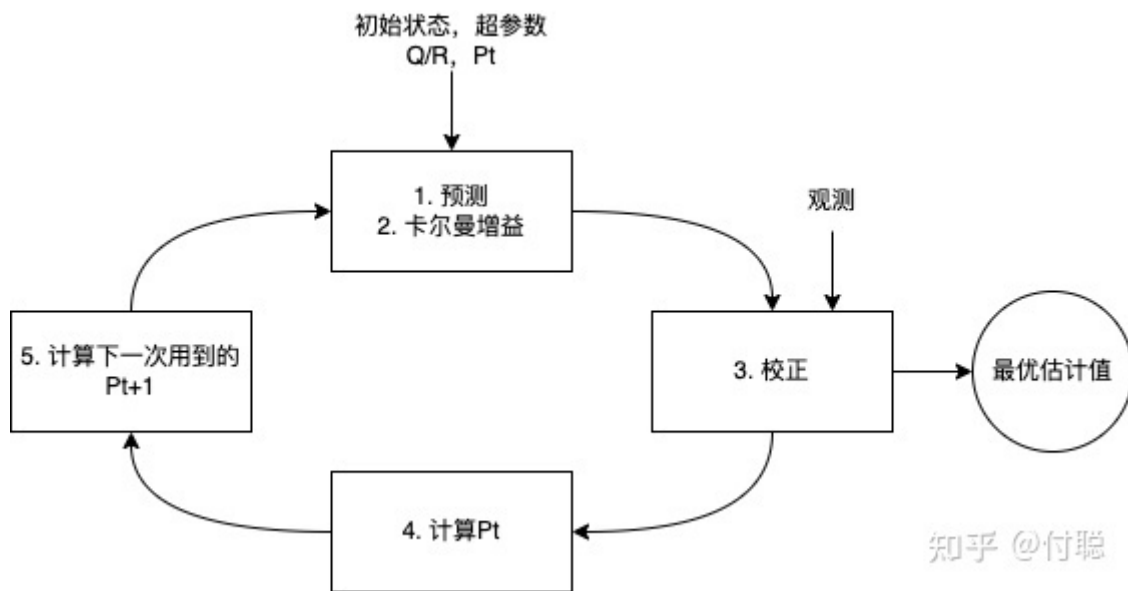 初始状态，超参数
Q/R，Pt
1. 预测
2. 卡尔曼增益
观测
5. 计算下一次用到的
Pt+1
3. 校正
最优估计值
4. 计算Pt
知乎 @付聪